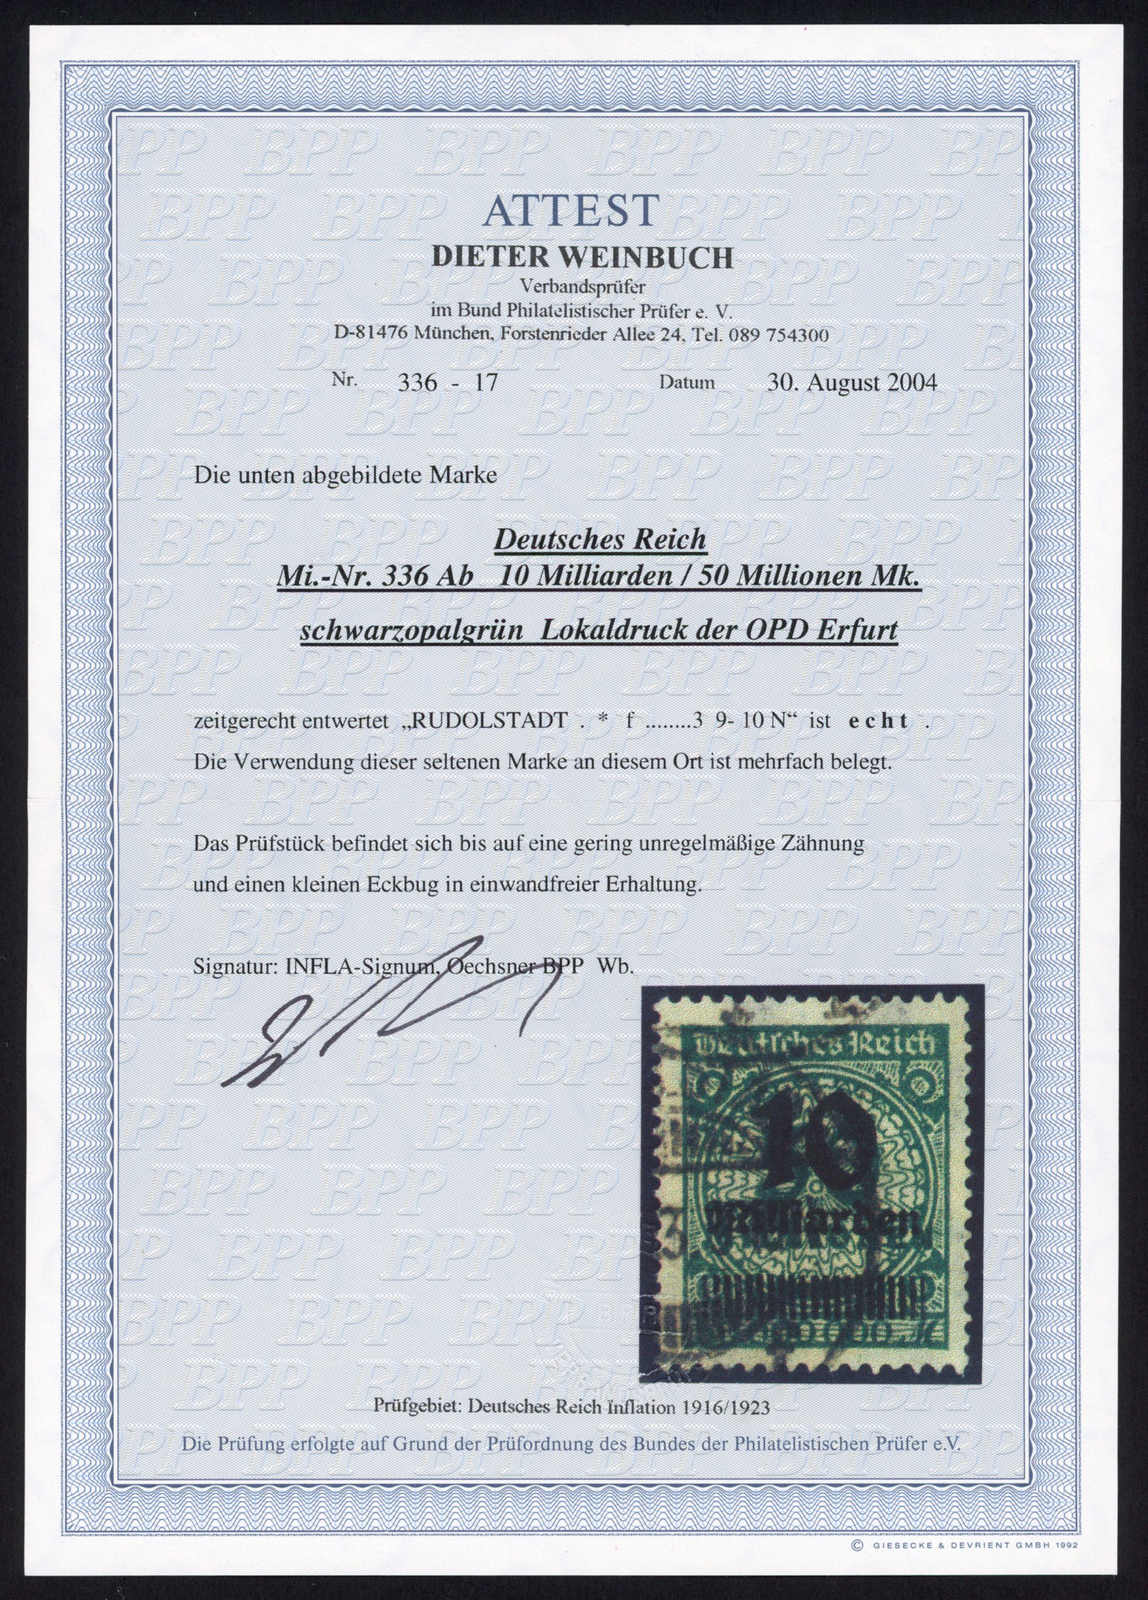 ATTEST
DIETER WEINBUCH
Verbandsprüfer
im Bund Philatelistischer Prüfer e. V.
D-81476 München, Forstenrieder Allee 24, Tel. 089 754300
Nr. 336 - 17 Datum 30. August 2004
Die unten abgebildete Marke
Deutsches Reich
Mi.-Nr. 336 Ab 10 Milliarden / 50 Millionen Mk.
schwarzopalgrün Lokaldruck der OPD Erfurt
zeitgerecht entwertet „RUDOLSTADT . * f ........3 9- 10 N“ ist echt .
Die Verwendung dieser seltenen Marke an diesem Ort ist mehrfach belegt.
Das Prüfstück befindet sich bis auf eine gering unregelmäßige Zähnung
und einen kleinen Eckbug in einwandfreier Erhaltung.
Signatur: INFLA-Signum, Oechsner BPP Wb.
Deutsches Reich
10
Milliarden
Prüfgebiet: Deutsches Reich Inflation 1916/1923
Die Prüfung erfolgte auf Grund der Prüfordnung des Bundes der Philatelistischen Prüfer e.V.
© GIESECKE & DEVRIENT GMBH 1992